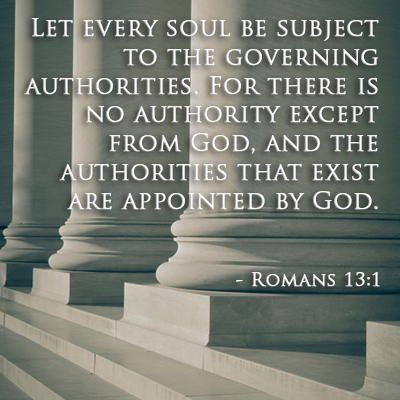 Let every soul be subject
to the governing
authorities. For there is
no authority except
from God, and the
authorities that exist
are appointed by God.
- Romans 13:1